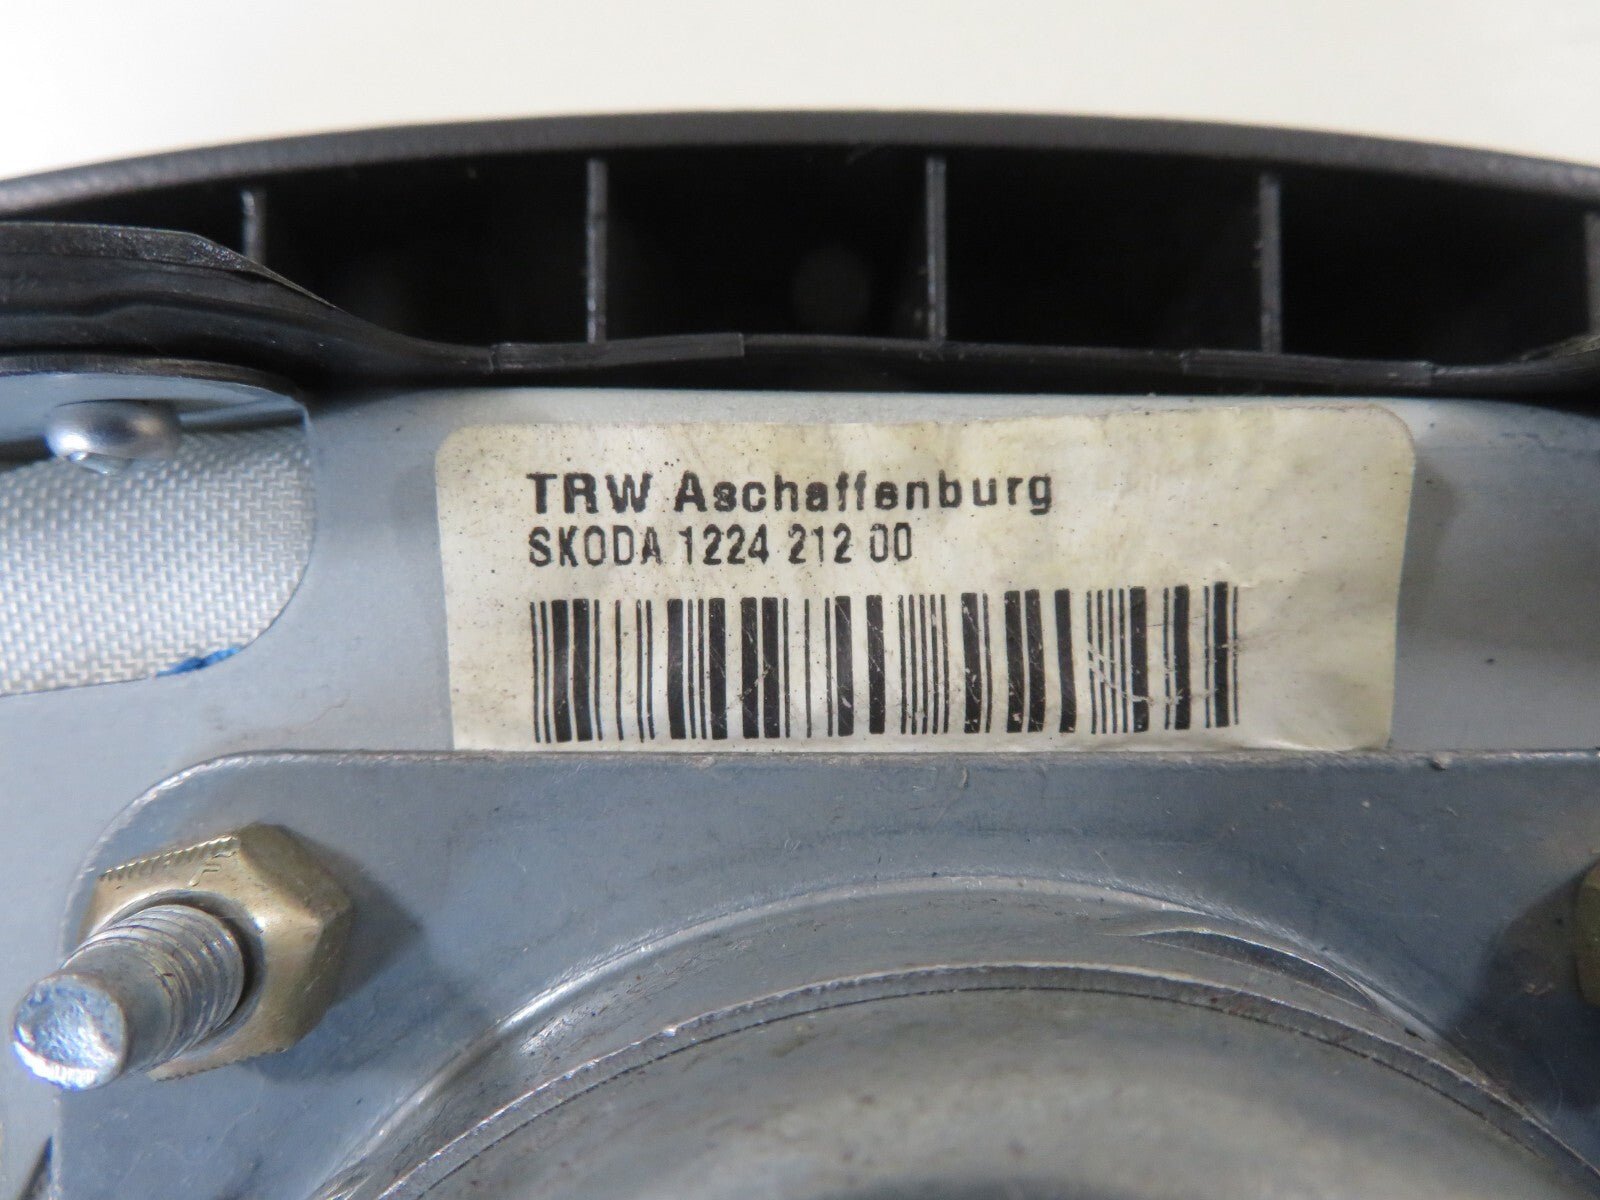 TRW Aschaffenburg
SKODA 1224 212 00